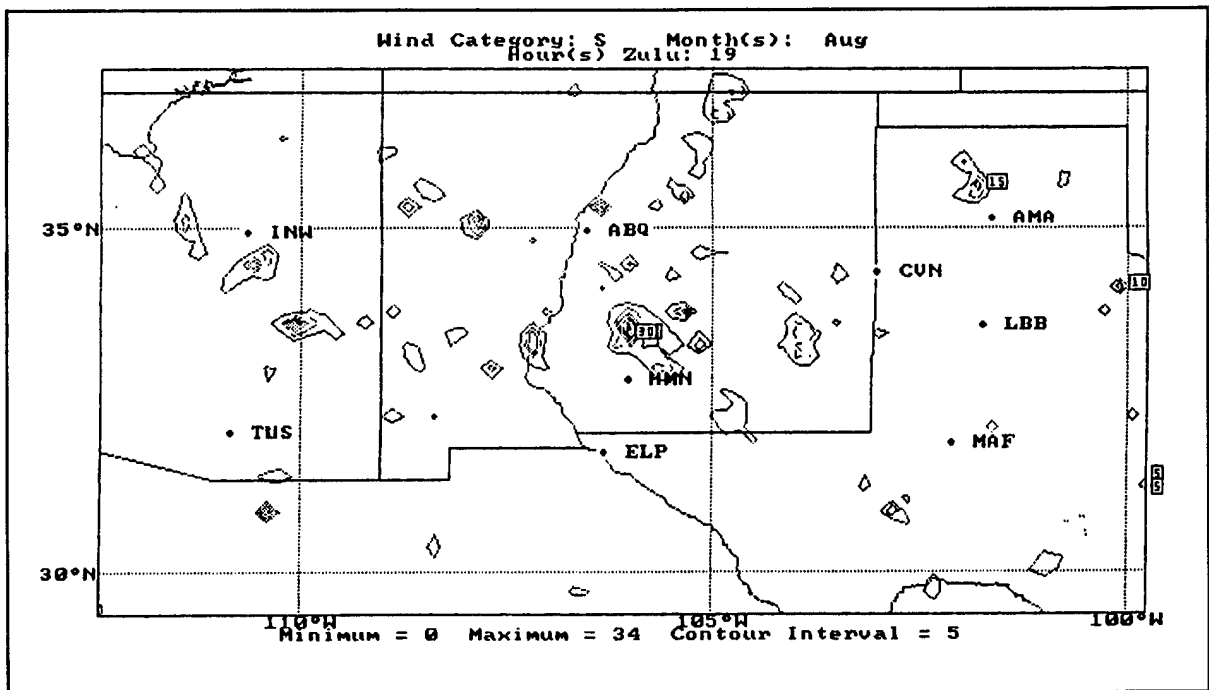 Wind Category: S Month(s): Aug
Hour(s) Zulu: 19
15
AMA
35°N
INW
ABQ
CVN
10
LBB
30
HMN
TUS
MAF
ELP
5
5
30°N
110°W
105°W
100°W
Minimum = 0 Maximum = 34 Contour Interval = 5